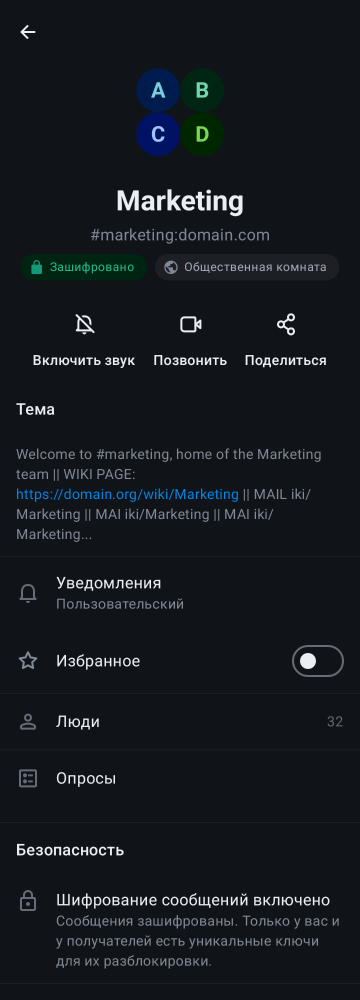 A B
C D
Marketing
#marketing:domain.com
Зашифровано Общественная комната
Включить звук Позвонить Поделиться
Тема
Welcome to #marketing, home of the Marketing
team || WIKI PAGE:
https://domain.org/wiki/Marketing || MAIL iki/
Marketing || MAI iki/Marketing || MAI iki/
Marketing...
Уведомления
Пользовательский
Избранное
Люди 32
Опросы
Безопасность
Шифрование сообщений включено
Сообщения зашифрованы. Только у вас и
у получателей есть уникальные ключи
для их разблокировки.